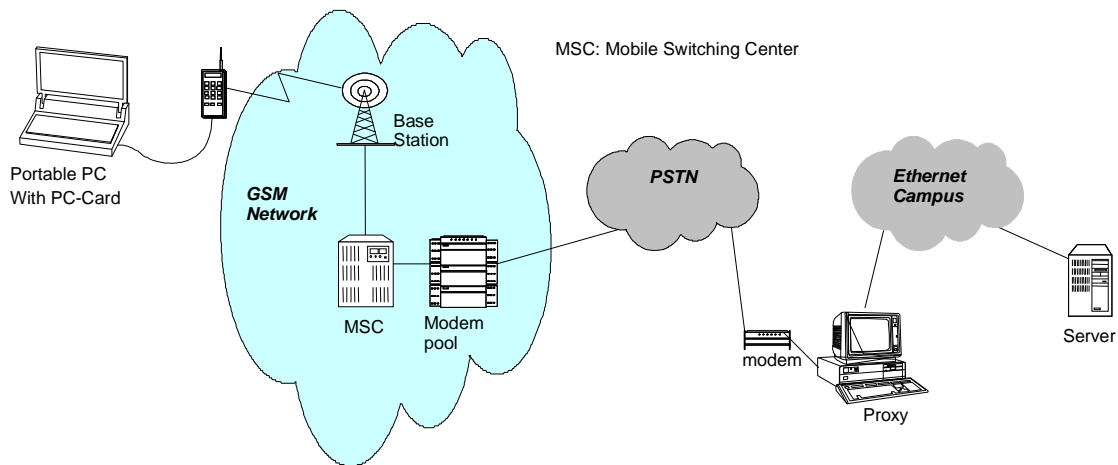 MSC: Mobile Switching Center
Base
Station
Portable PC
With PC-Card
GSM
Network
PSTN
Ethernet
Campus
MSC
Modem
pool
modem
Server
Proxy